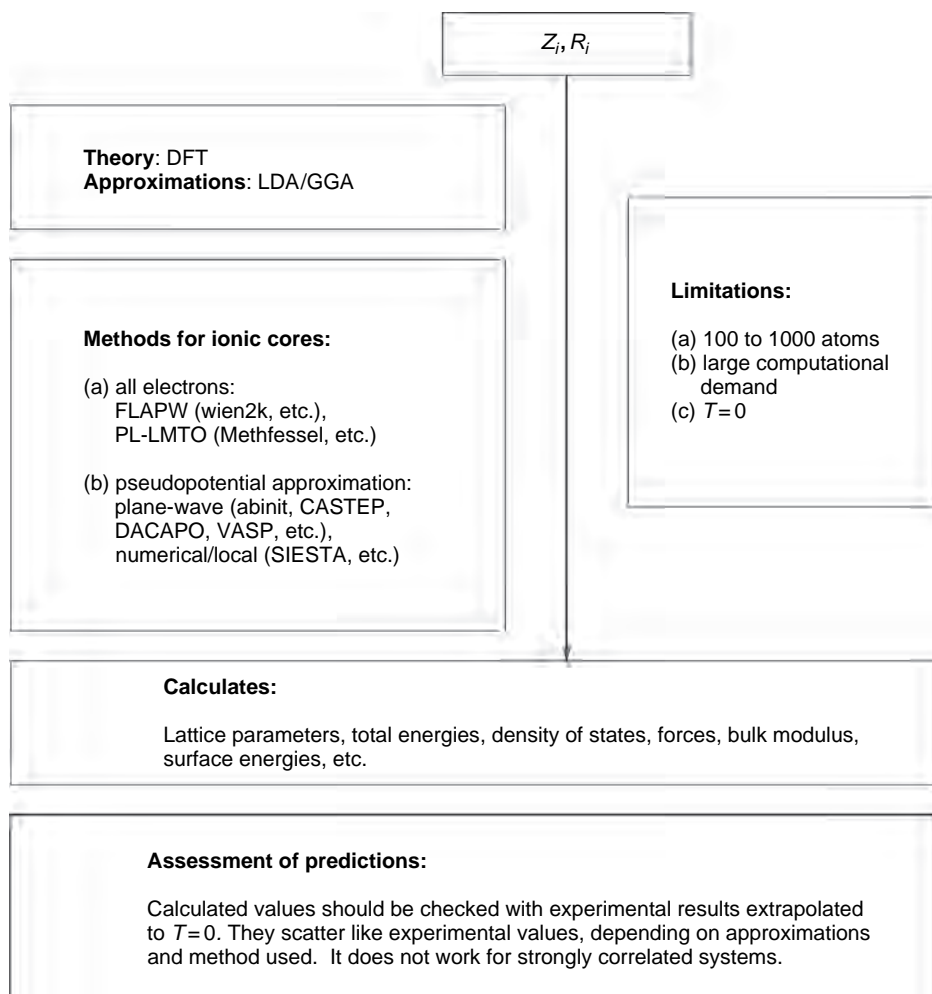 Zi, Ri
Theory: DFT
Approximations: LDA/GGA
Methods for ionic cores:
(a) all electrons:
FLAPW (wien2k, etc.),
PL-LMTO (Methfessel, etc.)
(b) pseudopotential approximation:
plane-wave (abinit, CASTEP,
DACAPO, VASP, etc.),
numerical/local (SIESTA, etc.)
Limitations:
(a) 100 to 1000 atoms
(b) large computational
demand
(c) T=0
Calculates:
Lattice parameters, total energies, density of states, forces, bulk modulus,
surface energies, etc.
Assessment of predictions:
Calculated values should be checked with experimental results extrapolated
to T=0. They scatter like experimental values, depending on approximations
and method used. It does not work for strongly correlated systems.